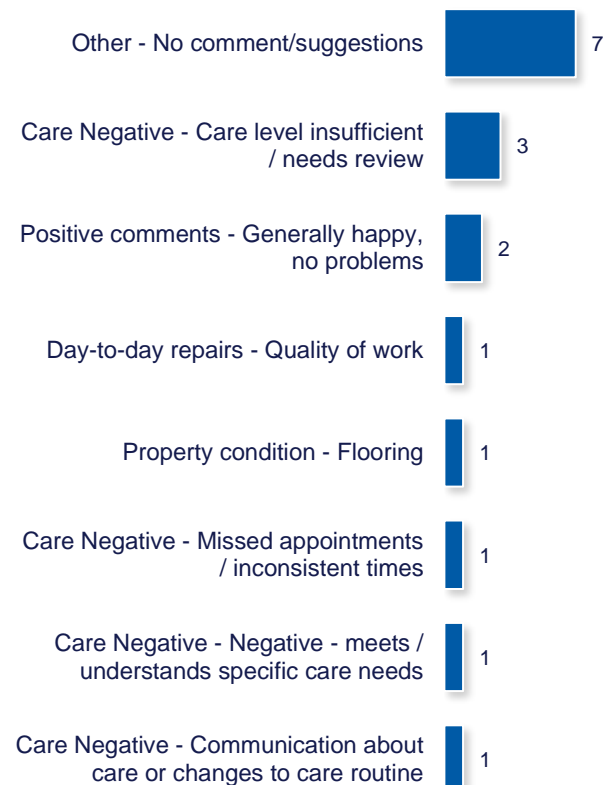 Other - No comment/suggestions
7
Care Negative - Care level insufficient
/ needs review
3
Positive comments - Generally happy,
no problems
2
Day-to-day repairs - Quality of work
1
Property condition - Flooring
1
Care Negative - Missed appointments
/ inconsistent times
1
Care Negative - Negative - meets /
understands specific care needs
1
Care Negative - Communication about
care or changes to care routine
1